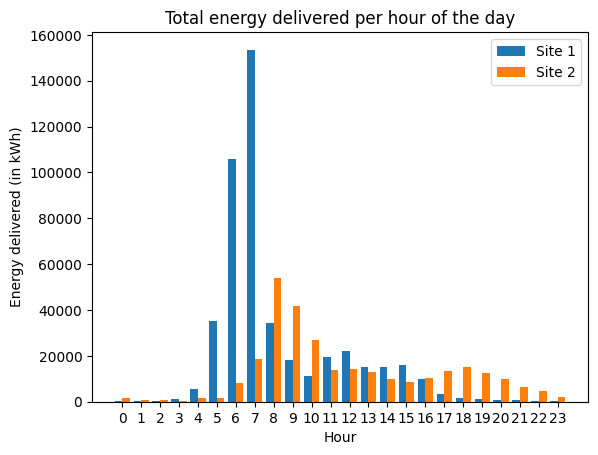 Total energy delivered per hour of the day
160000
140000
120000
100000
80000
60000
40000
20000
0
Energy delivered (in kWh)
Site 1
Site 2
0 1 2 3 4 5 6 7 8 9 10 11 12 13 14 15 16 17 18 19 20 21 22 23
Hour